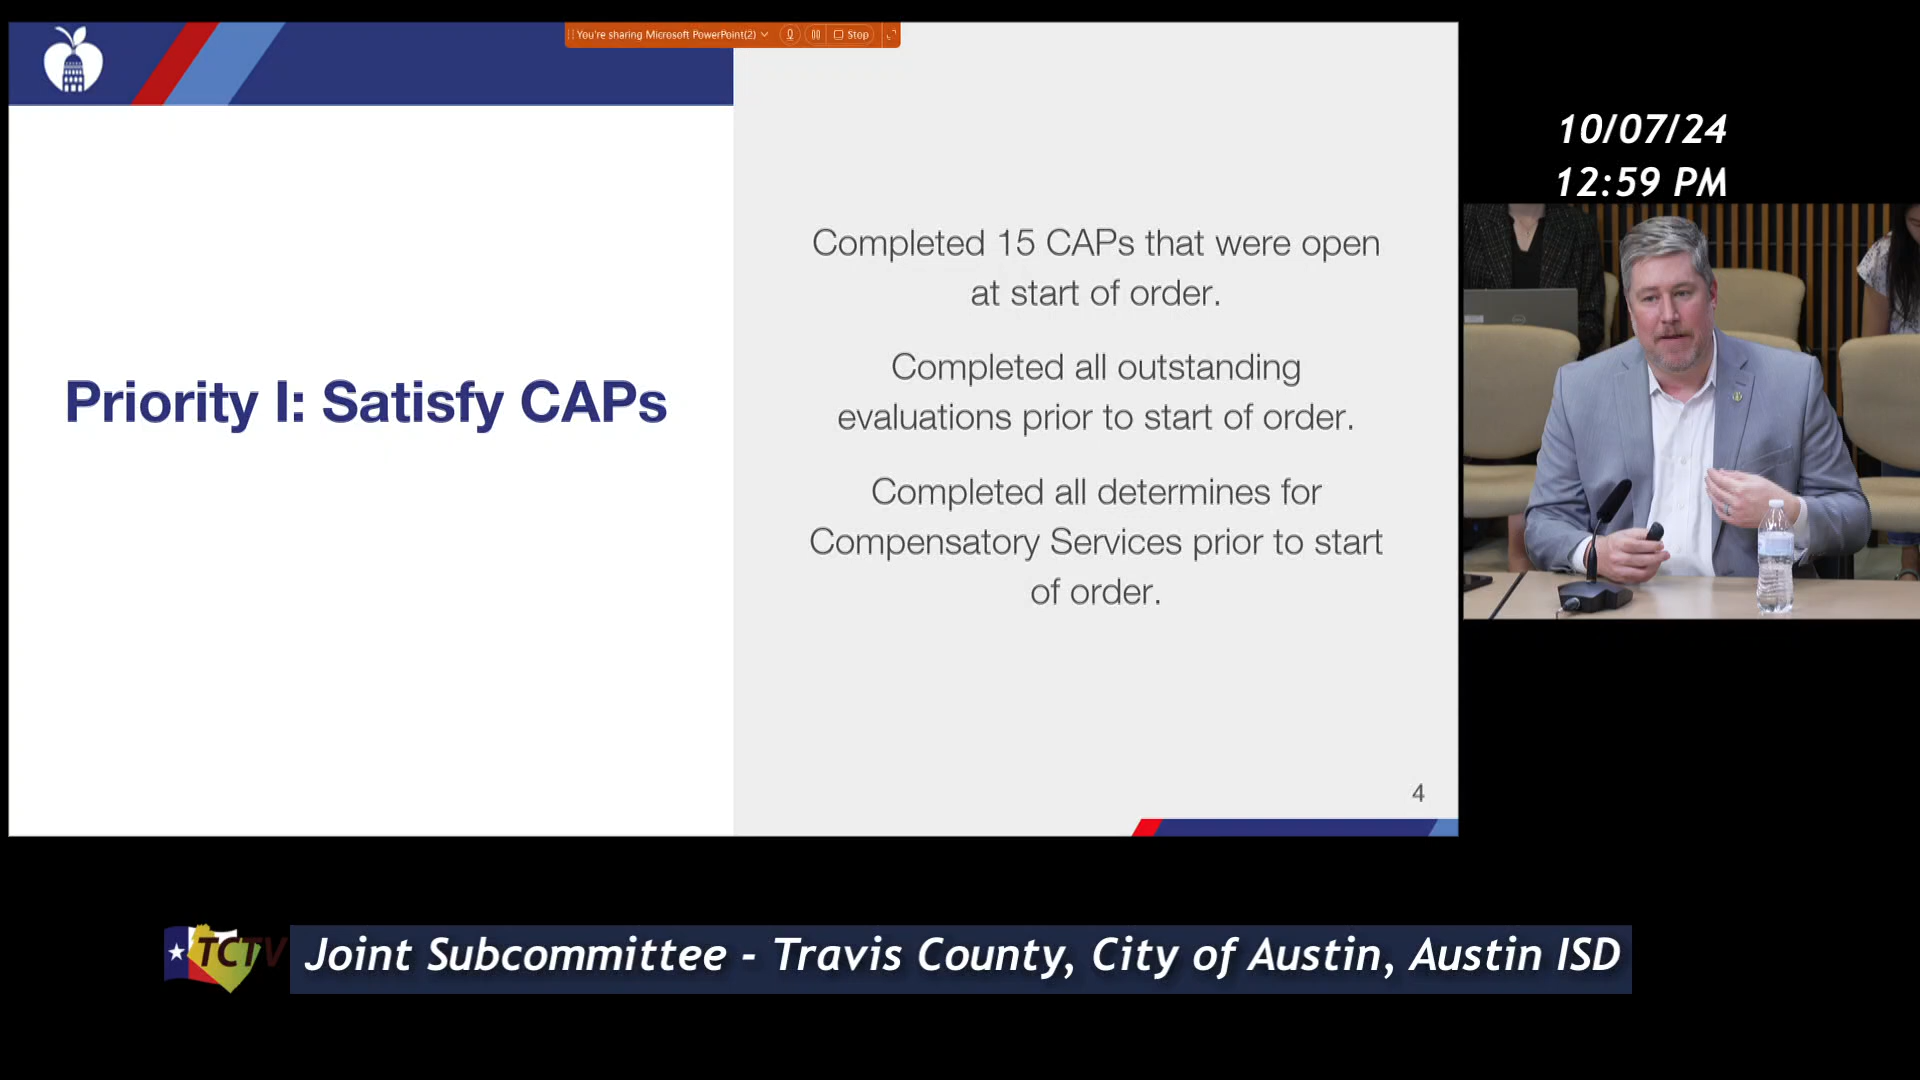 You're sharing Microsoft PowerPoint(2)
Stop
10/07/24
12:59 PM
Priority I: Satisfy CAPs
Completed 15 CAPs that were open
at start of order.
Completed all outstanding
evaluations prior to start of order.
Completed all determines for
Compensatory Services prior to start
of order.
4
TCTV
Joint Subcommittee - Travis County, City of Austin, Austin ISD